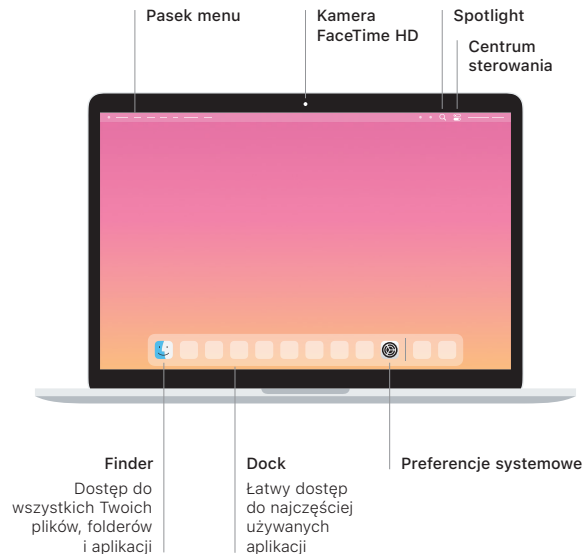 Pasek menu
Kamera
FaceTime HD
Spotlight
Centrum
sterowania
Finder
Dostęp do
wszystkich Twoich
plików, folderów
i aplikacji
Dock
Łatwy dostęp
do najczęściej
używanych
aplikacji
Preferencje systemowe